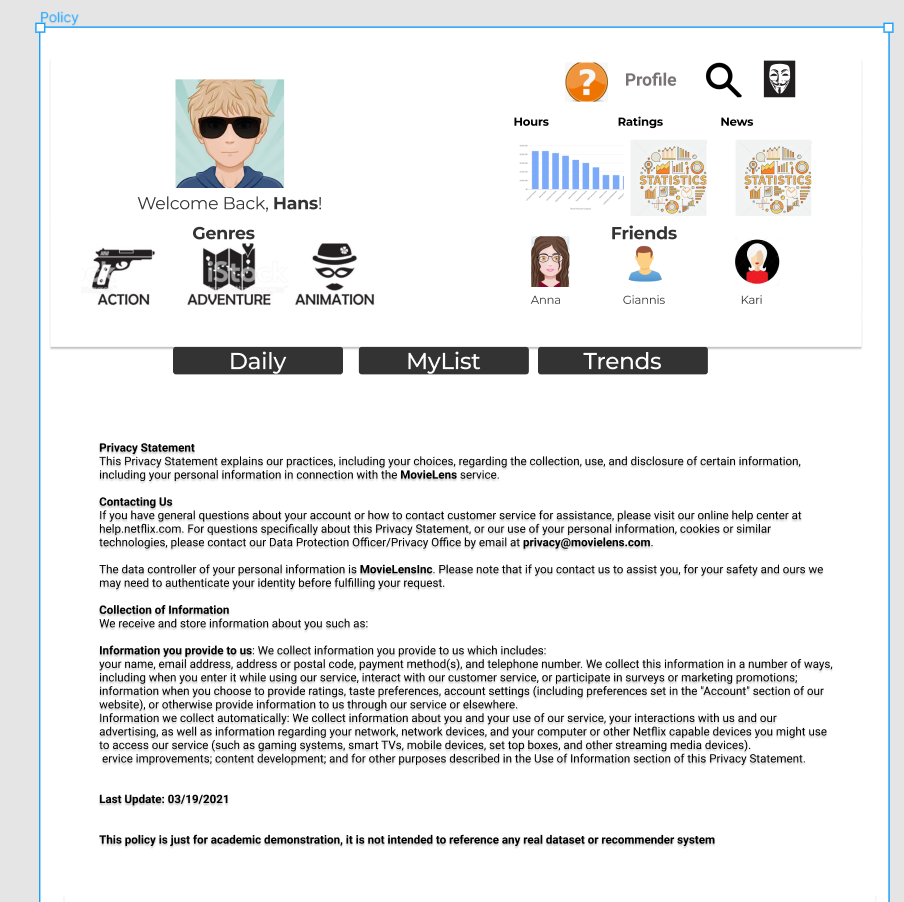 Policy
?
Profile
Hours
Ratings
News
STATISTICS
STATISTICS
Welcome Back, Hans!
Genres
Friends
iStock
ACTION
ADVENTURE
ANIMATION
Anna
Giannis
Kari
Daily
MyList
Trends
Privacy Statement
This Privacy Statement explains our practices, including your choices, regarding the collection, use, and disclosure of certain information,
including your personal information in connection with the MovieLens service.
Contacting Us
If you have general questions about your account or how to contact customer service for assistance, please visit our online help center at
help.netflix.com. For questions specifically about this Privacy Statement, or our use of your personal information, cookies or similar
technologies, please contact our Data Protection Officer/Privacy Office by email at privacy@movielens.com.
The data controller of your personal information is MovieLensInc. Please note that if you contact us to assist you, for your safety and ours we
may need to authenticate your identity before fulfilling your request.
Collection of Information
We receive and store information about you such as:
Information you provide to us: We collect information you provide to us which includes:
your name, email address, address or postal code, payment method(s), and telephone number. We collect this information in a number of ways,
including when you enter it while using our service, interact with our customer service, or participate in surveys or marketing promotions;
information when you choose to provide ratings, taste preferences, account settings (including preferences set in the "Account" section of our
website), or otherwise provide information to us through our service or elsewhere.
Information we collect automatically: We collect information about you and your use of our service, your interactions with us and our
advertising, as well as information regarding your network, network devices, and your computer or other Netflix capable devices you might use
to access our service (such as gaming systems, smart TVs, mobile devices, set top boxes, and other streaming media devices).
ervice improvements; content development; and for other purposes described in the Use of Information section of this Privacy Statement.
Last Update: 03/19/2021
This policy is just for academic demonstration, it is not intended to reference any real dataset or recommender system